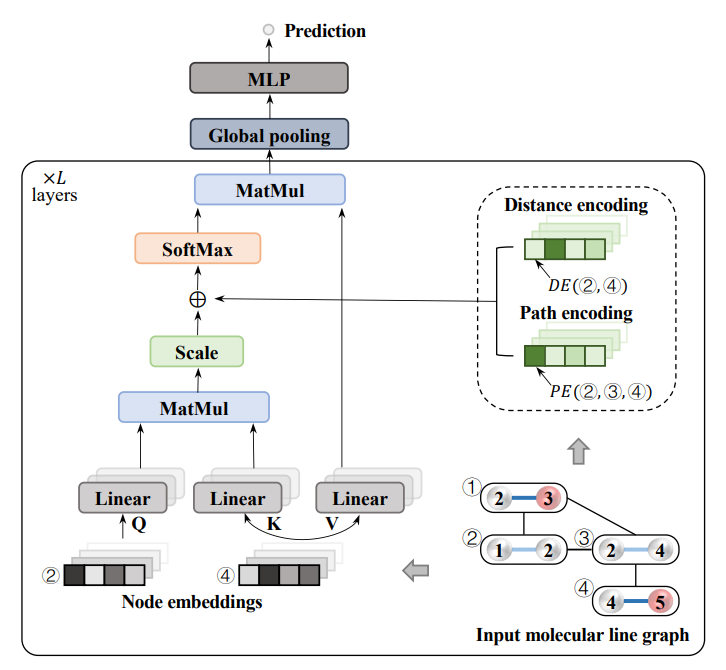 Prediction
MLP
Global pooling
×L
layers
MatMul
SoftMax
⊕
Scale
MatMul
Linear
Linear
Linear
Q
K
V
②
④
Node embeddings
Distance encoding
DE(②,④)
Path encoding
PE(②,③,④)
①
2 3
②
1 2
③
2 4
④
4 5
Input molecular line graph